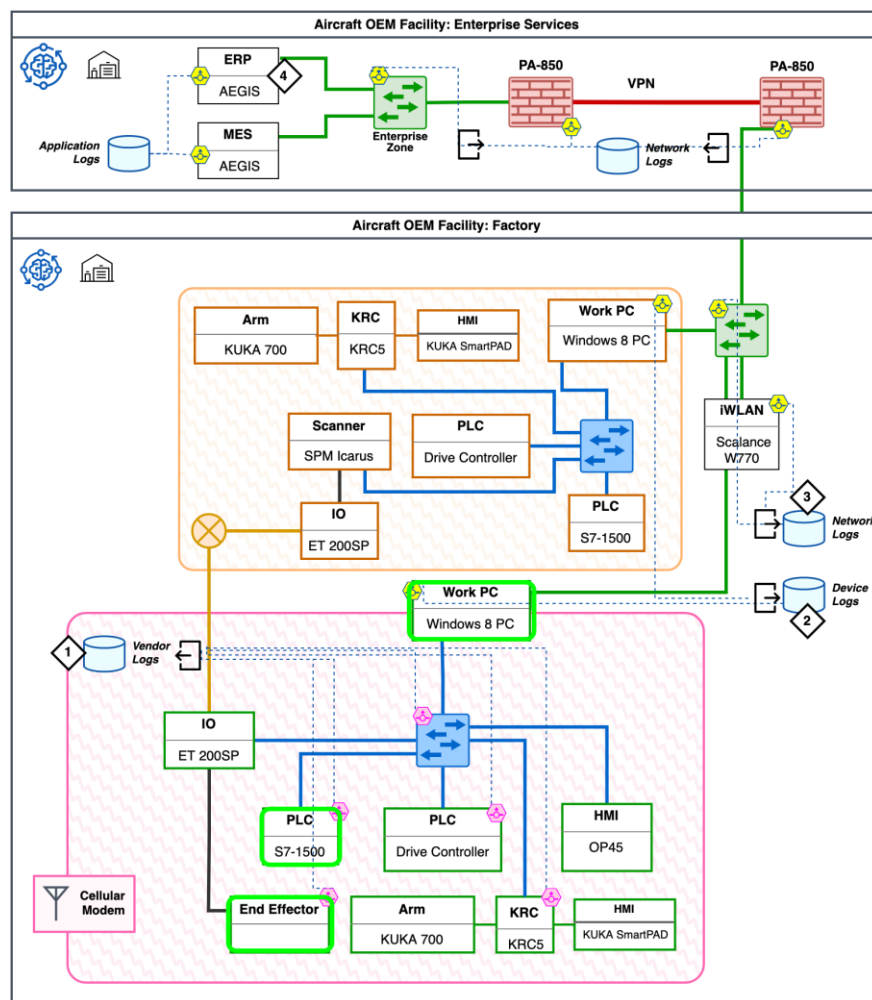 Aircraft OEM Facility: Enterprise Services
ERP
AEGIS
4
MES
AEGIS
Application
Logs
Enterprise
Zone
PA-850
VPN
PA-850
Network
Logs
Aircraft OEM Facility: Factory
Arm
KUKA 700
KRC
KRC5
HMI
KUKA SmartPAD
Work PC
Windows 8 PC
Scanner
SPM Icarus
PLC
Drive Controller
iWLAN
Scalance
W770
IO
ET 200SP
PLC
S7-1500
3
Network
Logs
Work PC
Windows 8 PC
Device
Logs
2
1
Vendor
Logs
IO
ET 200SP
PLC
S7-1500
PLC
Drive Controller
HMI
OP45
Cellular
Modem
End Effector
Arm
KUKA 700
KRC
KRC5
HMI
KUKA SmartPAD